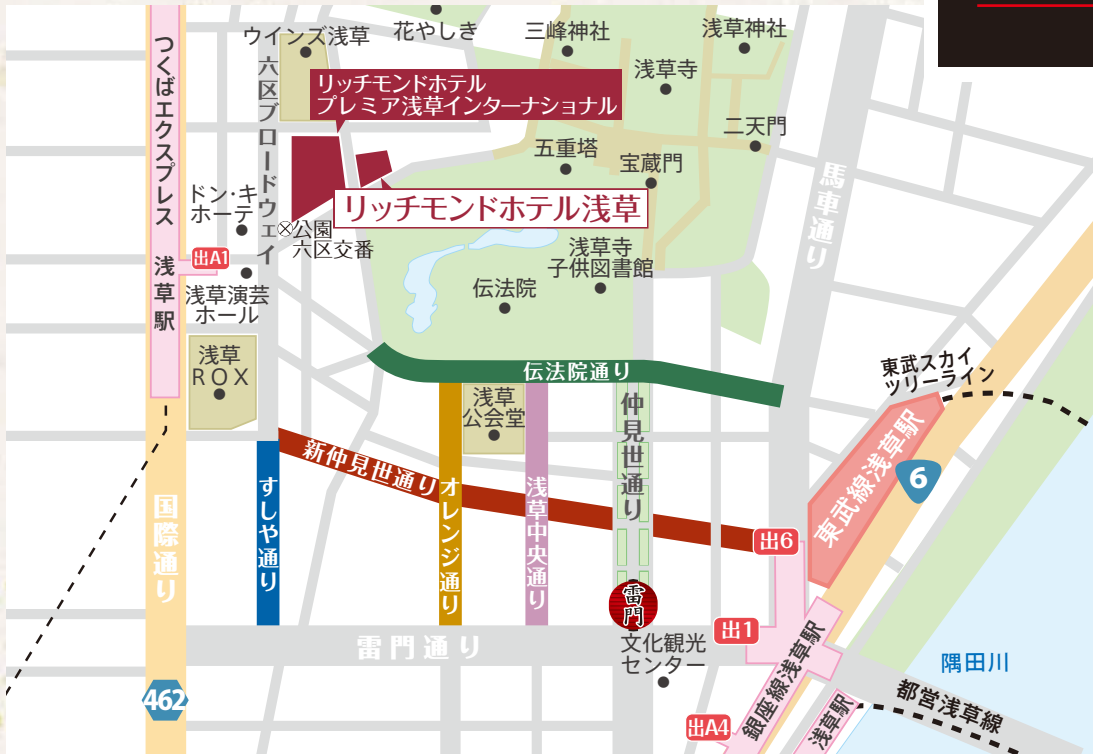 ウインズ浅草
花やしき
三峰神社
浅草神社
浅草寺
二天門
五重塔
宝蔵門
リッチモンドホテル
プレミア浅草インターナショナル
リッチモンドホテル浅草
つくばエクスプレス 浅草駅
六区ブロードウェイ
馬車通り
ドン・キ
ホーテ
公園
六区交番
出A1
浅草演芸
ホール
浅草寺
子供図書館
伝法院
浅草
ROX
伝法院通り
東武スカイ
ツリーライン
浅草
公会堂
仲見世通り
新仲見世通り
オレンジ通り
浅草中央通り
すしや通り
国際通り
東武線浅草駅
6
出6
雷門
出1
雷門通り
文化観光
センター
銀座線浅草駅
隅田川
都営浅草線
浅草駅
出A4
462